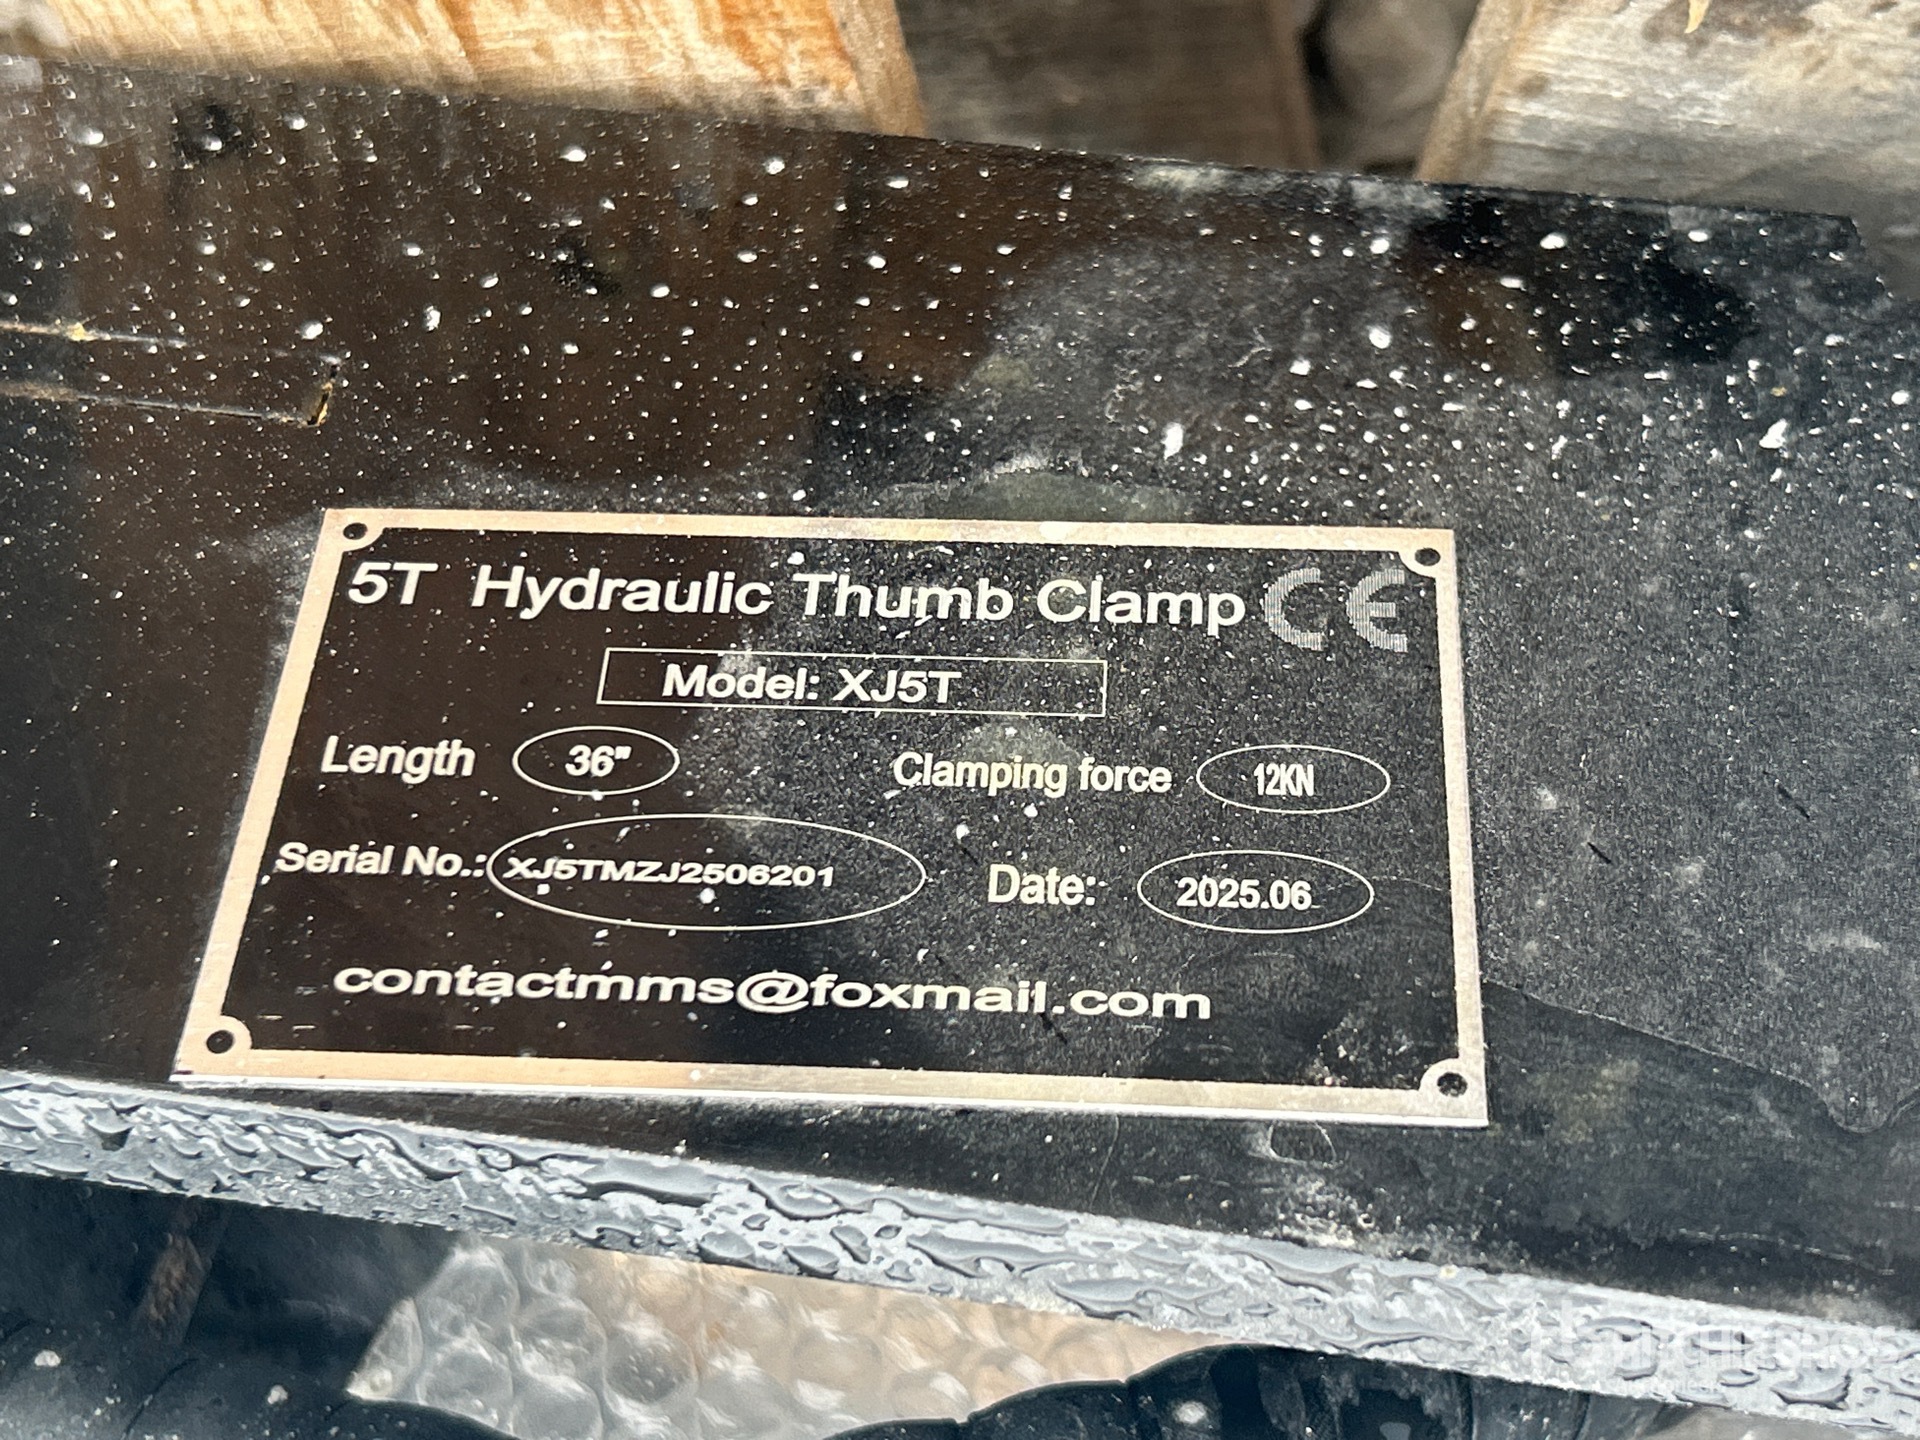 5T Hydraulic Thumb Clamp CE
Model: XJ5T
Length 36" Clamping force 12KN
Serial No.: XJ5TMZJ2506201 Date: 2025.06
contactmms@foxmail.com